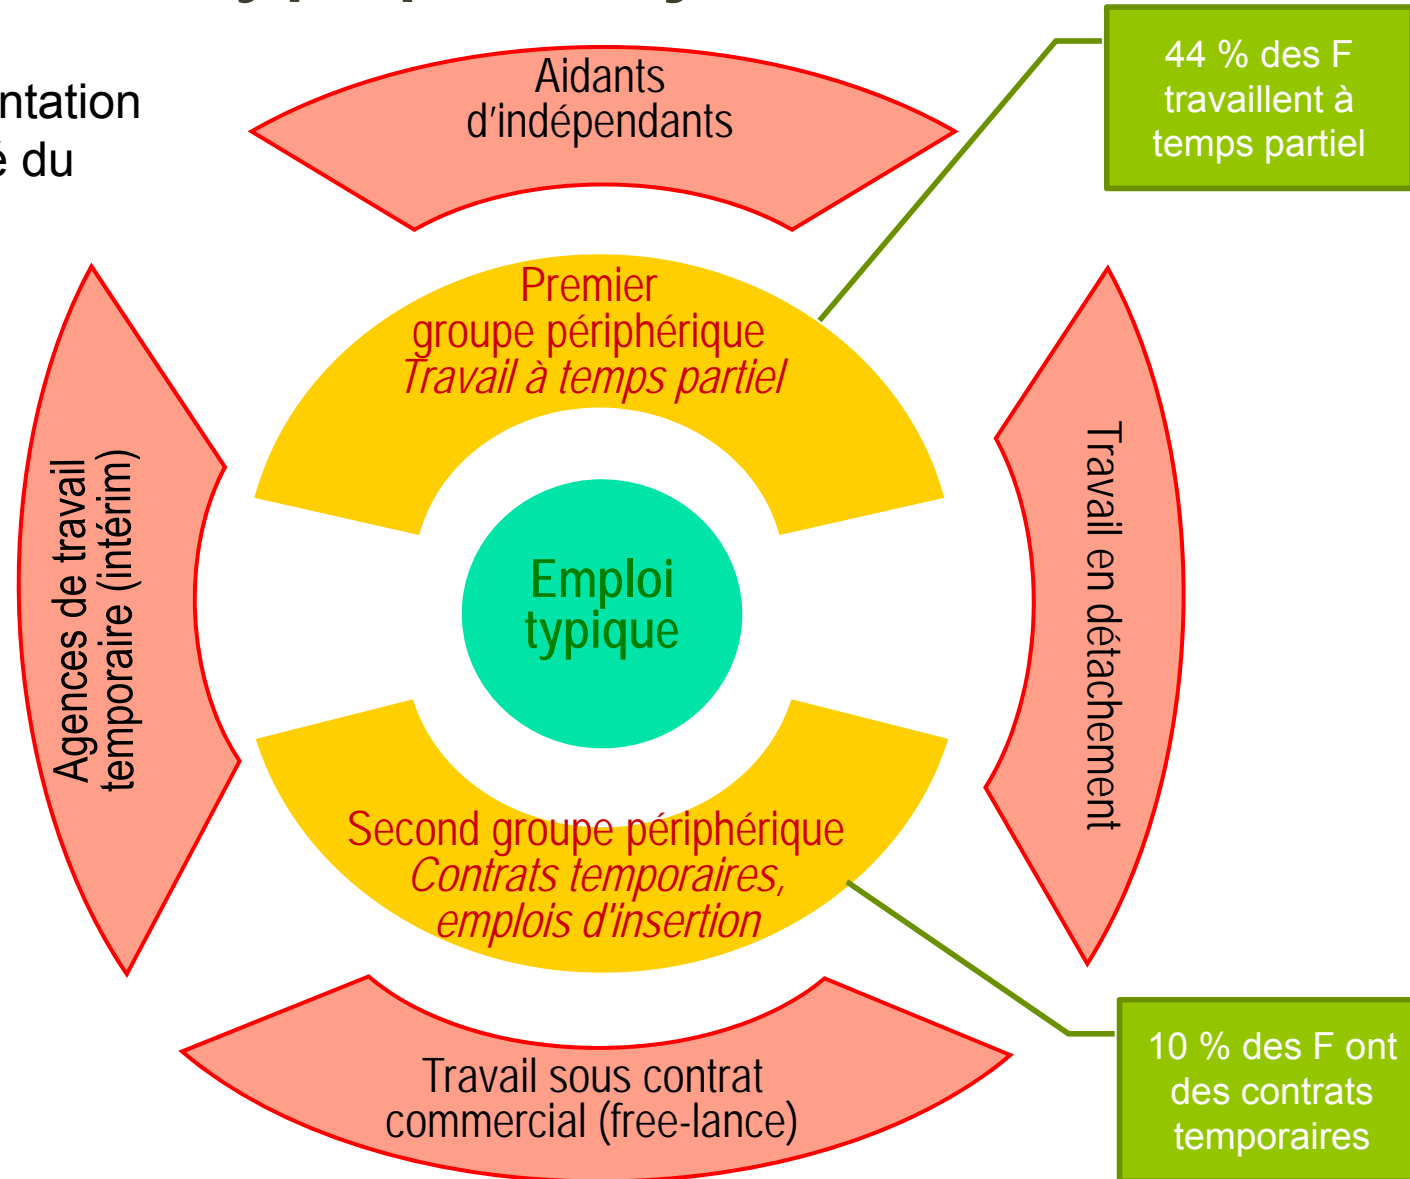 44 % des F
travaillent à
temps partiel
Aidants
d'indépendants
du
Premier
groupe périphérique
Travail à temps partiel
Agences de travail
temporaire (intérim)
Emploi
typique
Travail en détachement
Second groupe périphérique
Contrats temporaires,
emplois d'insertion
Travail sous contrat
commercial (free-lance)
10 % des F ont
des contrats
temporaires